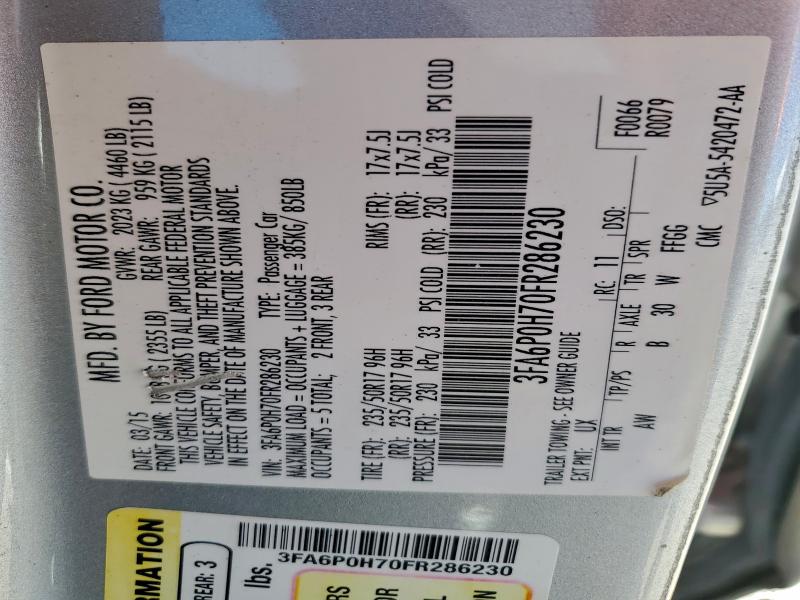 MFD. BY FORD MOTOR CO.
DATE: 03/15 GVWR: 2023 KG ( 4460 LB)
FRONT GAWR: KG ( 2355 LB) REAR GAWR: 959 KG ( 2115 LB)
THIS VEHICLE CONFORMS TO ALL APPLICABLE FEDERAL MOTOR
VEHICLE SAFETY, BUMPER, AND THEFT PREVENTION STANDARDS
IN EFFECT ON THE DATE OF MANUFACTURE SHOWN ABOVE.
VIN: 3FA6P0H70FR286230 TYPE: Passenger Car
MAXIMUM LOAD = OCCUPANTS + LUGGAGE = 385KG/ 850LB
OCCUPANTS = 5 TOTAL; 2 FRONT, 3 REAR
TIRE (FR): 235/50R17 96H RIMS (FR): 17x7.5J
(RR): 235/50R17 96H (RR): 17x7.5J
PRESSURE (FR): 230 kPa/ 33 PSI COLD (RR): 230 kPa/ 33 PSI COLD
3FA6P0H70FR286230
TRAILER TOWING - SEE OWNER GUIDE
EXT PNT: UX RC: 11 DSO: F0066
R0079
INT TR TP/PS R AXLE TR SPR
AW B 30 W FFGG
CMC ▽5U5A-5420472-AA
RMATION
REAR: 3
lbs.
3FA6P0H70FR286230